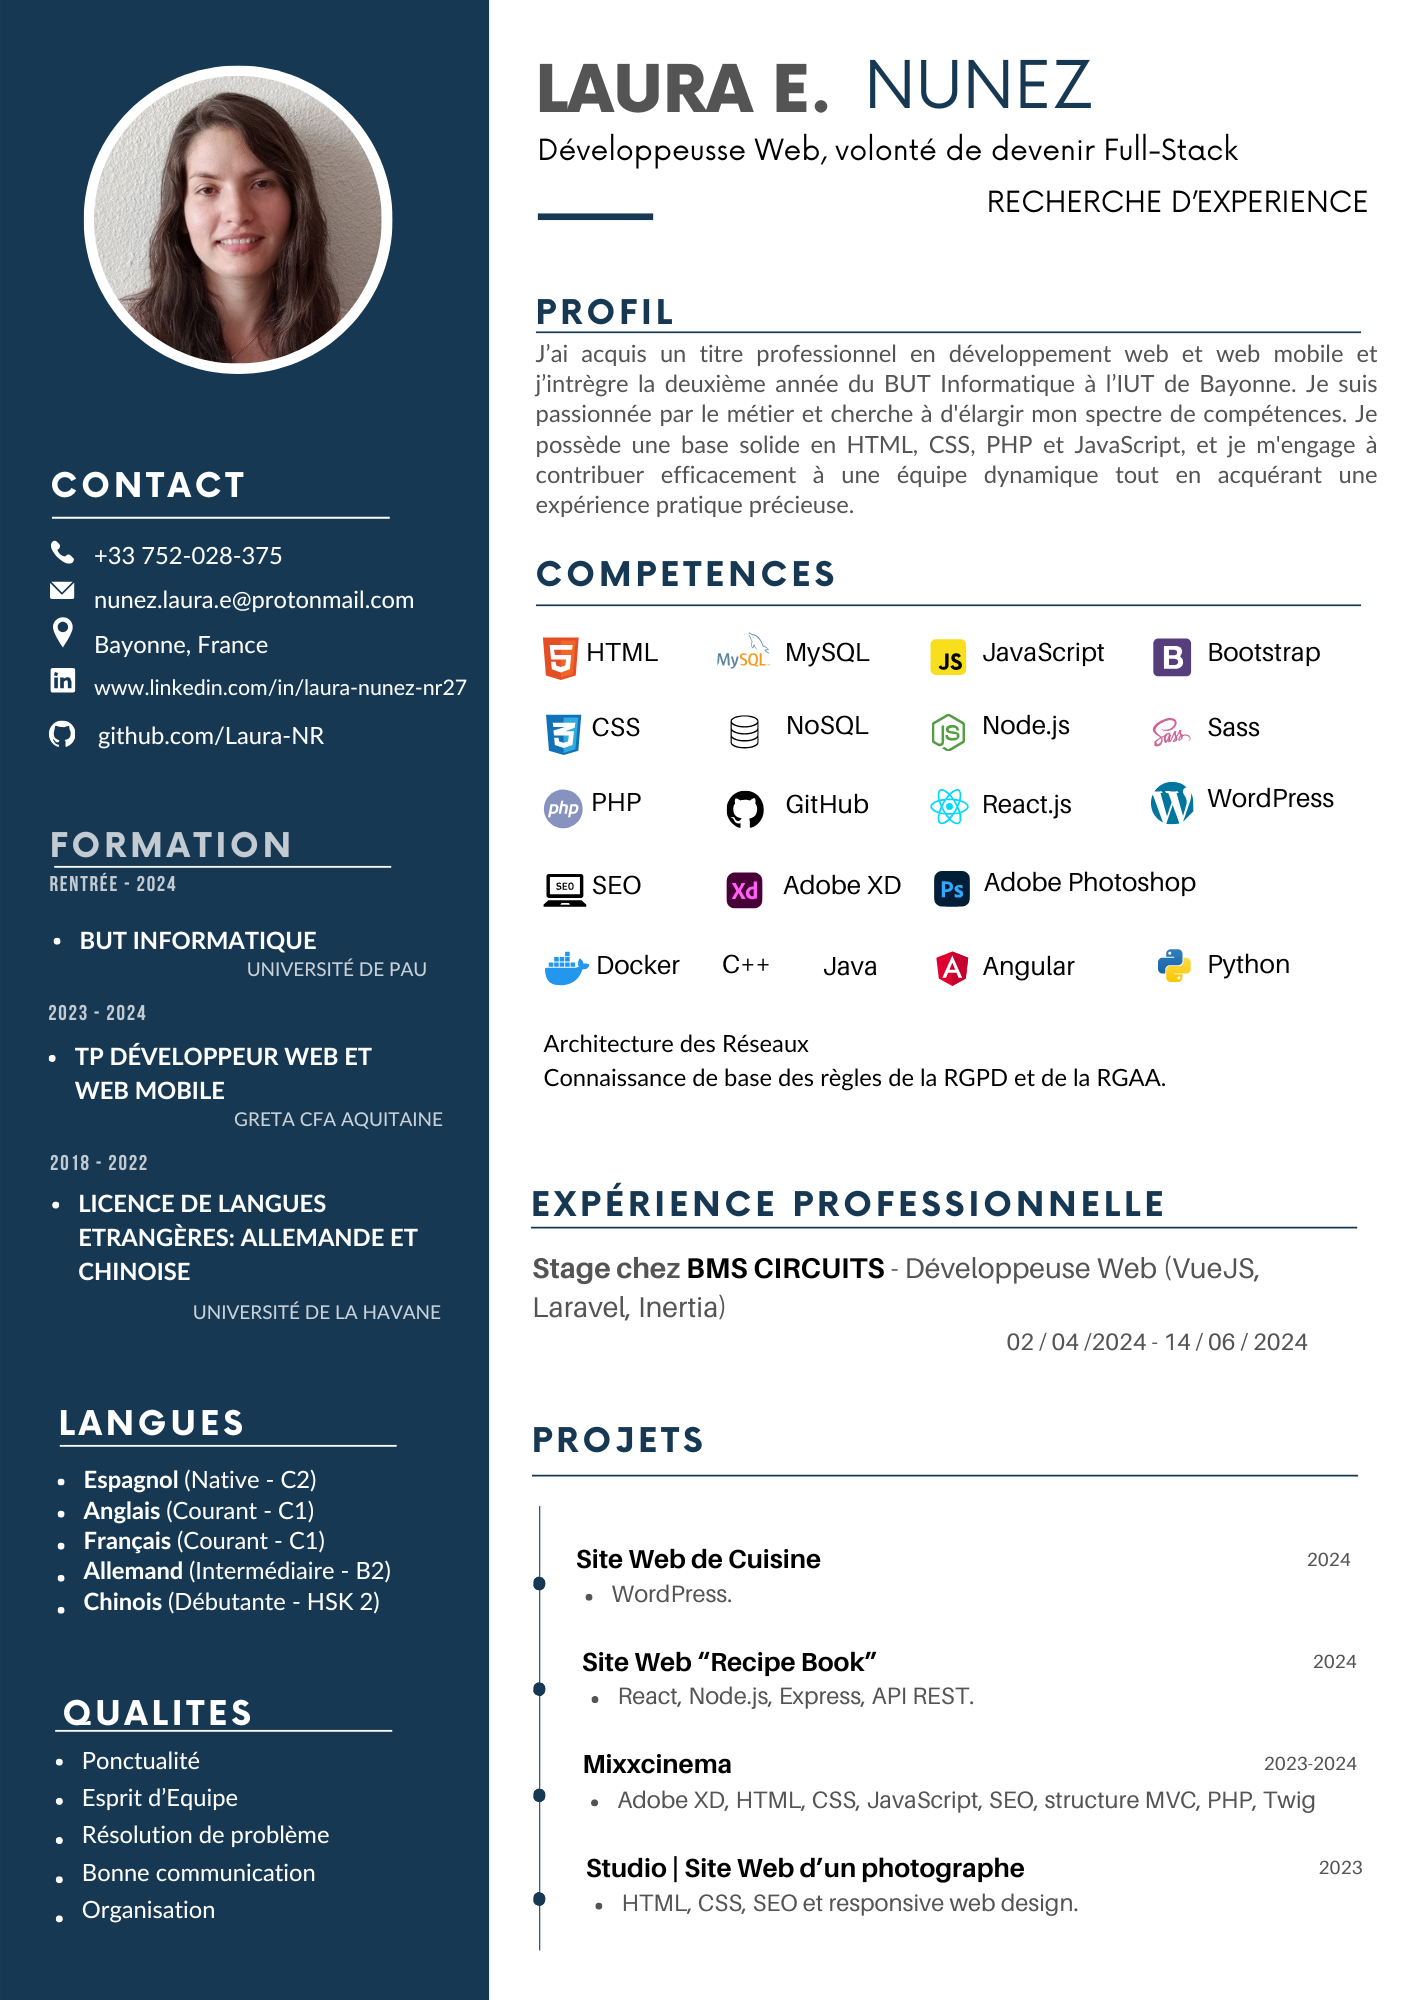 LAURA E. NUNEZ
Développeusse Web, volonté de devenir Full-Stack
RECHERCHE D’EXPERIENCE
CONTACT
+33 752-028-375
nunez.laura.e@protonmail.com
Bayonne, France
www.linkedin.com/in/laura-nunez-nr27
github.com/Laura-NR
FORMATION
RENTRÉE - 2024
• BUT INFORMATIQUE
UNIVERSITÉ DE PAU
2023 - 2024
• TP DÉVELOPPEUR WEB ET
WEB MOBILE
GRETA CFA AQUITAINE
2018 - 2022
• LICENCE DE LANGUES
ETRANGÈRES: ALLEMANDE ET
CHINOISE
UNIVERSITÉ DE LA HAVANE
LANGUES
• Espagnol (Native - C2)
• Anglais (Courant - C1)
• Français (Courant - C1)
• Allemand (Intermédiaire - B2)
• Chinois (Débutante - HSK 2)
QUALITES
• Ponctualité
• Esprit d’Equipe
• Résolution de problème
• Bonne communication
• Organisation
PROFIL
J’ai acquis un titre professionnel en développement web et web mobile et
j’intrègre la deuxième année du BUT Informatique à l’IUT de Bayonne. Je suis
passionnée par le métier et cherche à d'élargir mon spectre de compétences. Je
possède une base solide en HTML, CSS, PHP et JavaScript, et je m'engage à
contribuer efficacement à une équipe dynamique tout en acquérant une
expérience pratique précieuse.
COMPETENCES
HTML MySQL MySQL JS JavaScript B Bootstrap
CSS NoSQL JS Node.js Sass Sass
php PHP GitHub React.js WordPress
SEO SEO Xd Adobe XD Ps Adobe Photoshop
Docker C++ Java A Angular Python
Architecture des Réseaux
Connaissance de base des règles de la RGPD et de la RGAA.
EXPÉRIENCE PROFESSIONNELLE
Stage chez BMS CIRCUITS - Développeuse Web (VueJS,
Laravel, Inertia)
02 / 04 /2024 - 14 / 06 / 2024
PROJETS
Site Web de Cuisine 2024
• WordPress.
Site Web “Recipe Book” 2024
• React, Node.js, Express, API REST.
Mixxcinema 2023-2024
• Adobe XD, HTML, CSS, JavaScript, SEO, structure MVC, PHP, Twig
Studio | Site Web d’un photographe 2023
• HTML, CSS, SEO et responsive web design.